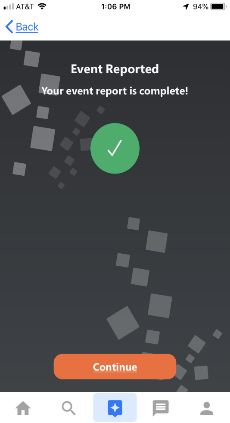 AT&T 1:06 PM 94%
Back
Event Reported
Your event report is complete!
Continue